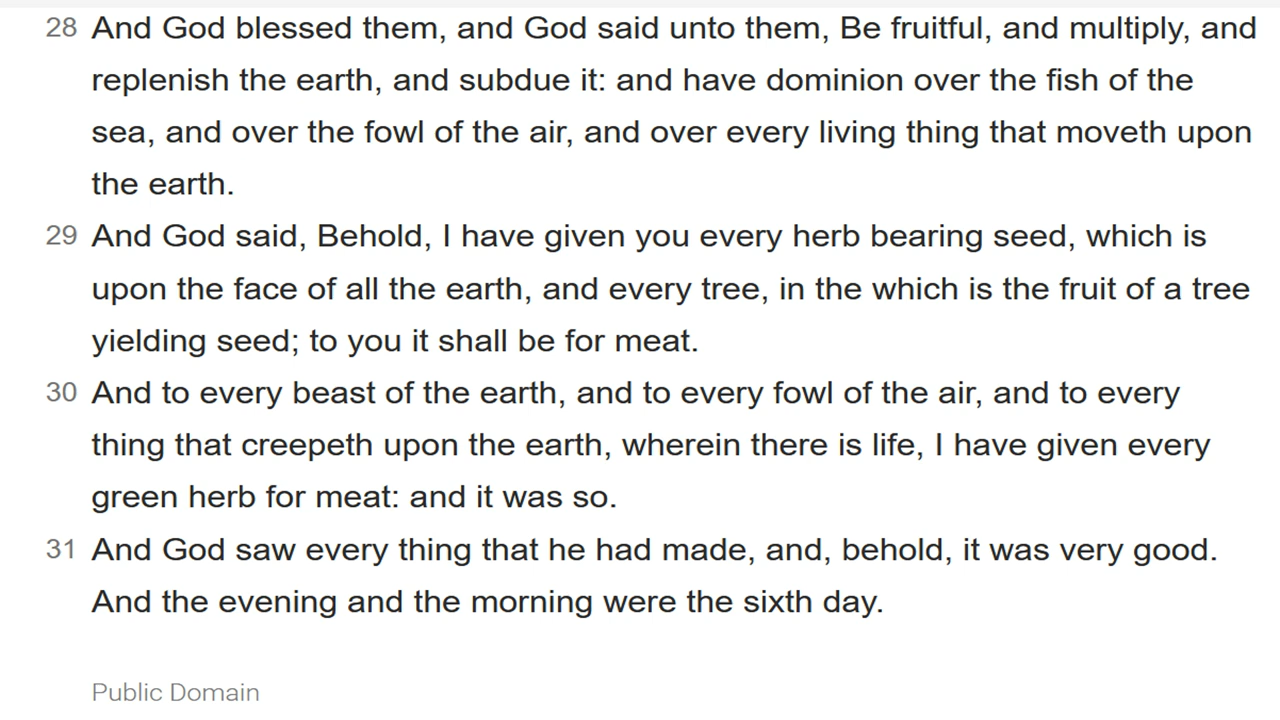 28 And God blessed them, and God said unto them, Be fruitful, and multiply, and
replenish the earth, and subdue it: and have dominion over the fish of the
sea, and over the fowl of the air, and over every living thing that moveth upon
the earth.
29 And God said, Behold, I have given you every herb bearing seed, which is
upon the face of all the earth, and every tree, in the which is the fruit of a tree
yielding seed; to you it shall be for meat.
30 And to every beast of the earth, and to every fowl of the air, and to every
thing that creepeth upon the earth, wherein there is life, I have given every
green herb for meat: and it was so.
31 And God saw every thing that he had made, and, behold, it was very good.
And the evening and the morning were the sixth day.
Public Domain